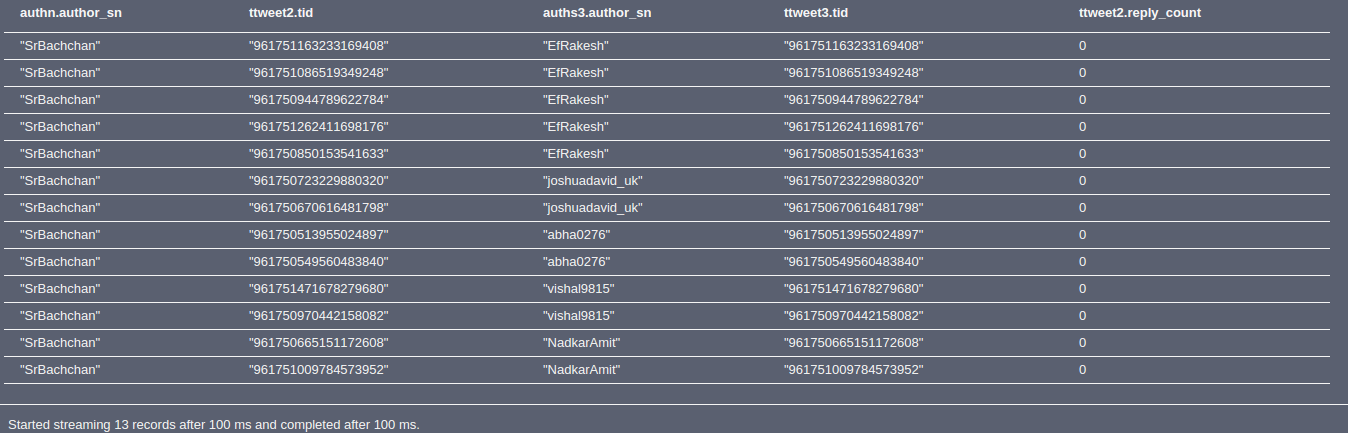 authn.author_sn ttweet2.tid auths3.author_sn ttweet3.tid ttweet2.reply_count
"SrBachchan" "961751163233169408" "EfRakesh" "961751163233169408" 0
"SrBachchan" "961751086519349248" "EfRakesh" "961751086519349248" 0
"SrBachchan" "961750944789622784" "EfRakesh" "961750944789622784" 0
"SrBachchan" "961751262411698176" "EfRakesh" "961751262411698176" 0
"SrBachchan" "961750850153541633" "EfRakesh" "961750850153541633" 0
"SrBachchan" "961750723229880320" "joshuadavid_uk" "961750723229880320" 0
"SrBachchan" "961750670616481798" "joshuadavid_uk" "961750670616481798" 0
"SrBachchan" "961750513955024897" "abha0276" "961750513955024897" 0
"SrBachchan" "961750549560483840" "abha0276" "961750549560483840" 0
"SrBachchan" "961751471678279680" "vishal9815" "961751471678279680" 0
"SrBachchan" "961750970442158082" "vishal9815" "961750970442158082" 0
"SrBachchan" "961750665151172608" "NadkarAmit" "961750665151172608" 0
"SrBachchan" "961751009784573952" "NadkarAmit" "961751009784573952" 0
Started streaming 13 records after 100 ms and completed after 100 ms.